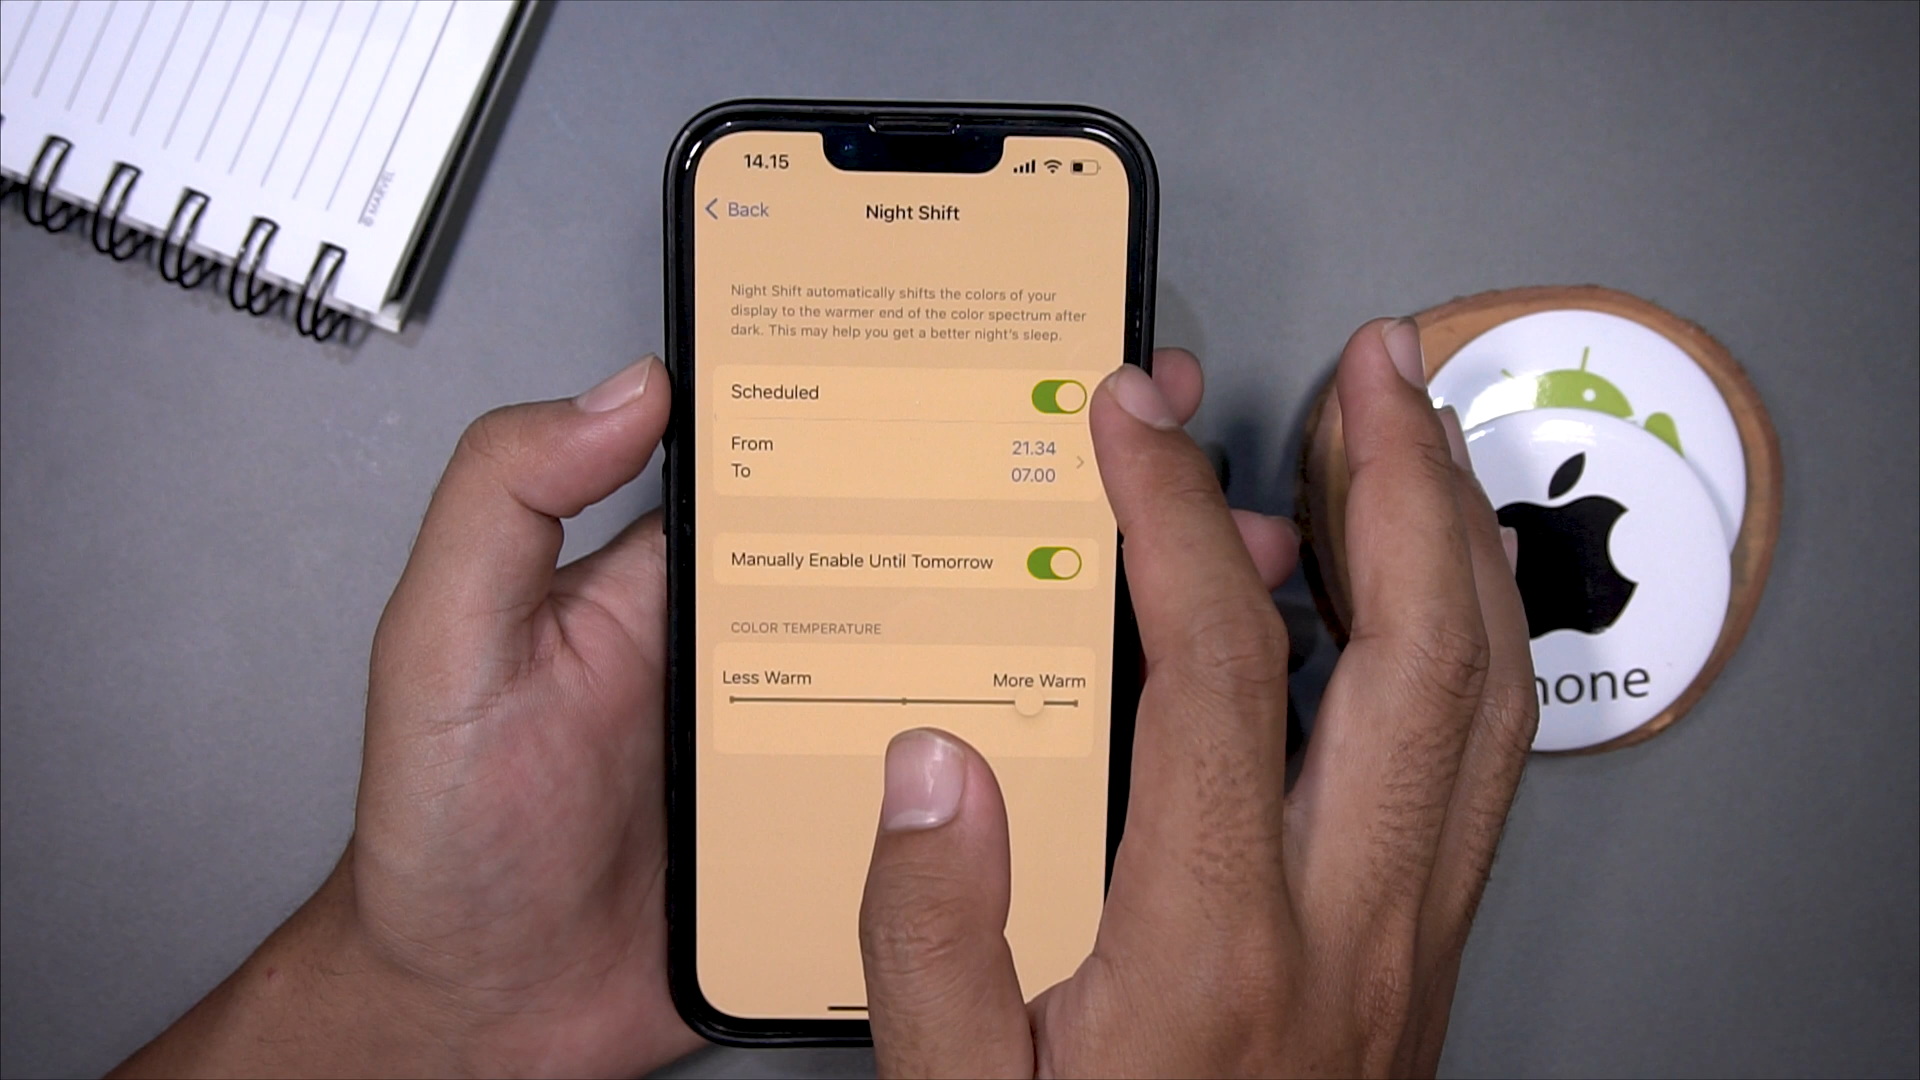 © MARVEL
14.15
Back
Night Shift
Night Shift automatically shifts the colors of your
display to the warmer end of the color spectrum after
dark. This may help you get a better night's sleep.
Scheduled
From
21.34
To
07.00
Manually Enable Until Tomorrow
COLOR TEMPERATURE
Less Warm
More Warm
hone